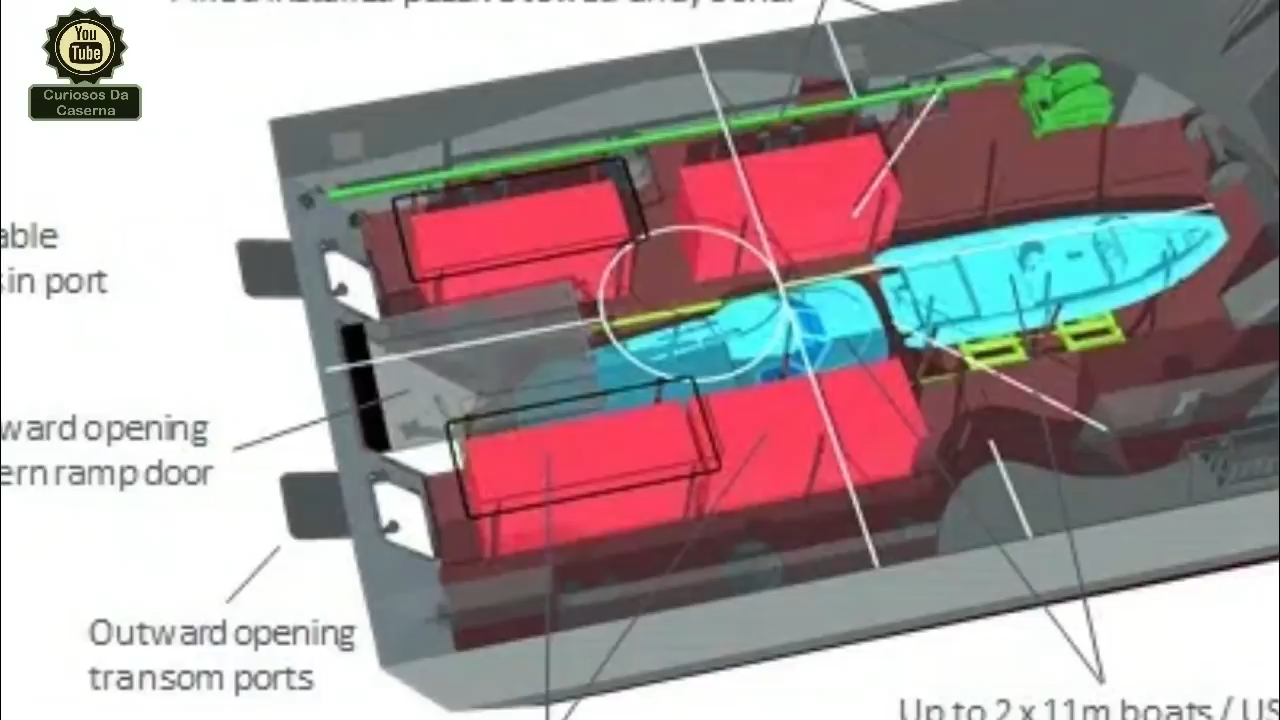 You
Tube
Curiosos Da
Caserna
able
in port
ward opening
ern ramp door
Outward opening
transom ports
Up to 2 x 11m boats / US